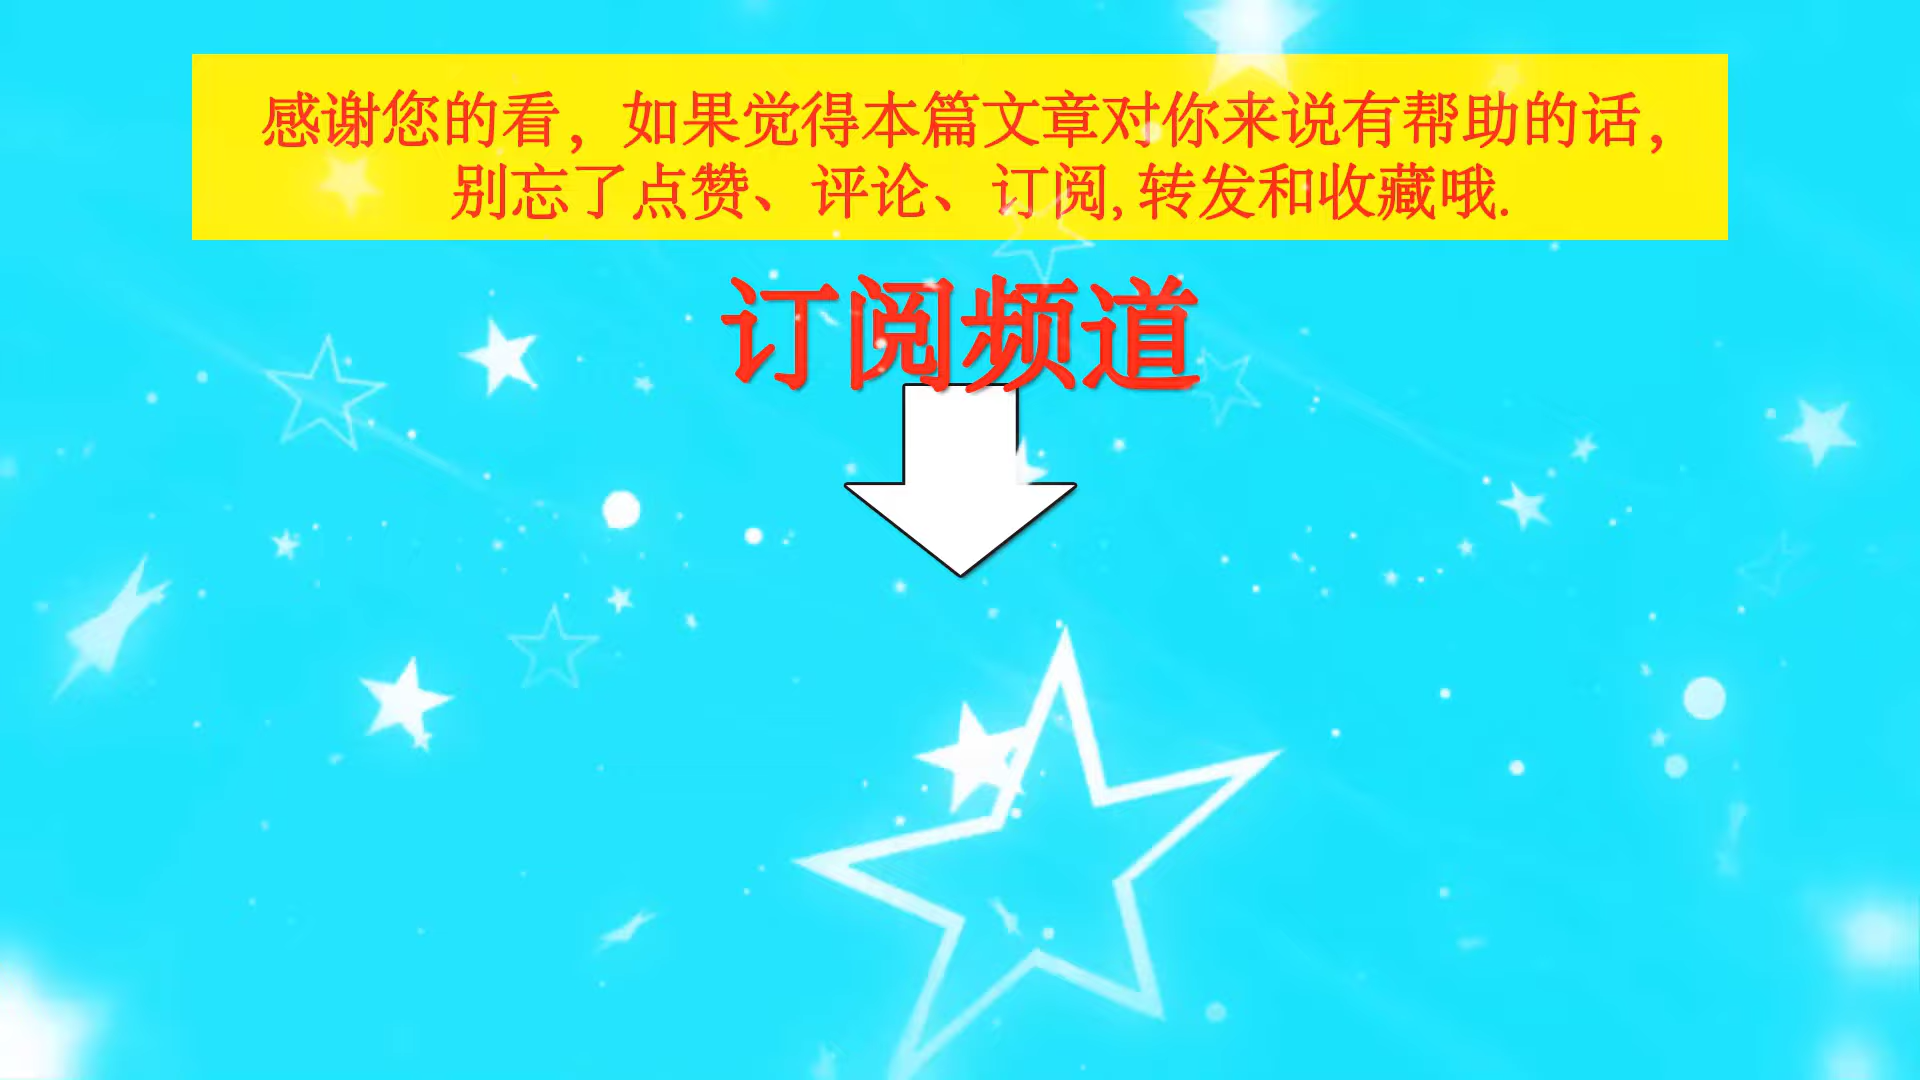 感谢您的看，如果觉得本篇文章对你来说有帮助的话，
别忘了点赞、评论、订阅,转发和收藏哦.
订阅频道